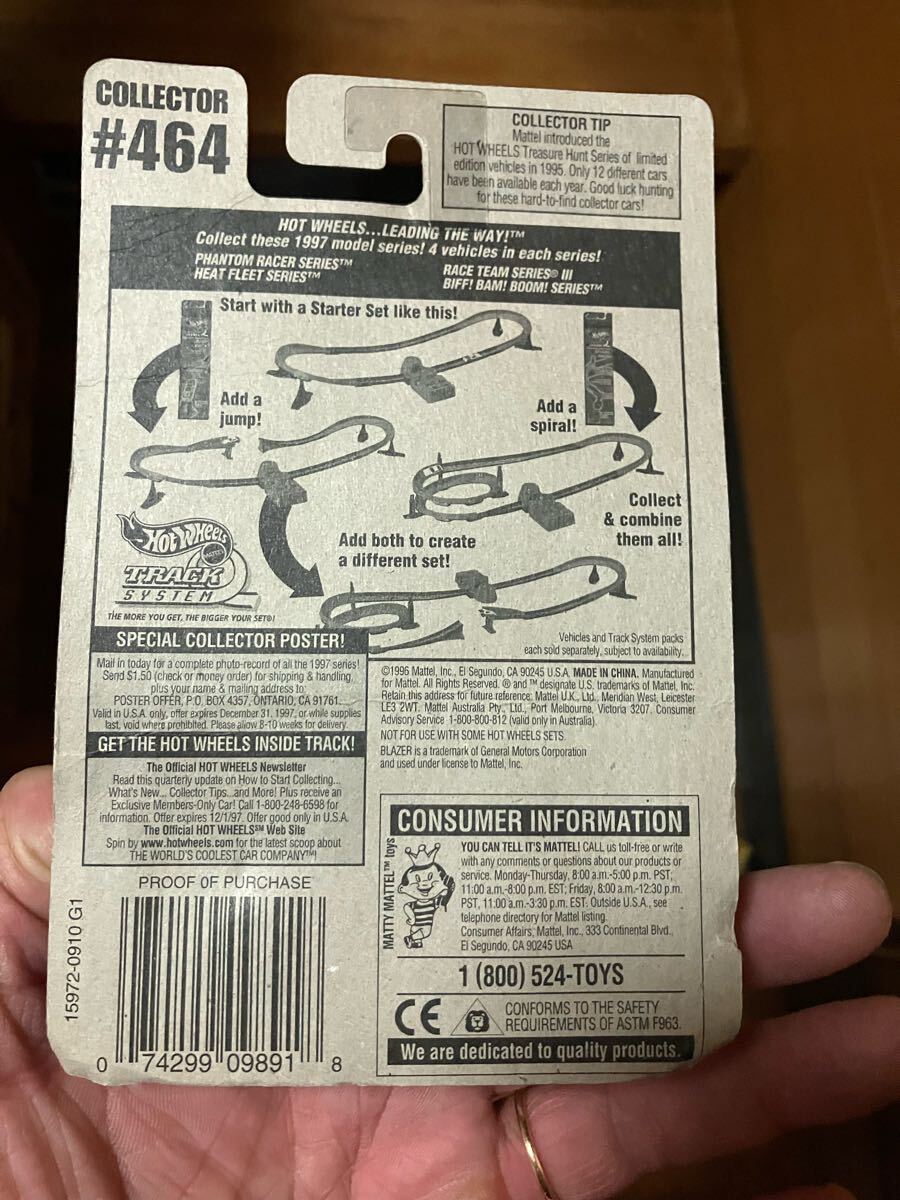 COLLECTOR
#464
COLLECTOR TIP
Mattel introduced the
HOT WHEELS Treasure Hunt Series of limited
edition vehicles in 1995. Only 12 different cars
have been available each year. Good luck hunting
for these hard-to-find collector cars!
HOT WHEELS...LEADING THE WAY!™
Collect these 1997 model series! 4 vehicles in each series!
PHANTOM RACER SERIES™
HEAT FLEET SERIES™
RACE TEAM SERIES® III
BIFF! BAM! BOOM! SERIES™
Start with a Starter Set like this!
Add a
jump!
Add a
spiral!
Collect
& combine
them all!
Add both to create
a different set!
Hot Wheels
MATTEL
TRACK
SYSTEM
THE MORE YOU GET, THE BIGGER YOUR SETS!
Vehicles and Track System packs
each sold separately, subject to availability.
SPECIAL COLLECTOR POSTER!
Mail in today for a complete photo-record of all the 1997 series!
Send $1.50 (check or money order) for shipping & handling,
plus your name & mailing address to:
POSTER OFFER, P.O. BOX 4357, ONTARIO, CA 91761.
Valid in U.S.A. only, offer expires December 31, 1997, or while supplies
last, void where prohibited. Please allow 8-10 weeks for delivery.
GET THE HOT WHEELS INSIDE TRACK!
The Official HOT WHEELS Newsletter
Read this quarterly update on How to Start Collecting...
What's New... Collector Tips...and More! Plus receive an
Exclusive Members-Only Car! Call 1-800-248-6598 for
information. Offer expires 12/1/97. Offer good only in U.S.A.
The Official HOT WHEELS℠ Web Site
Spin by www.hotwheels.com for the latest scoop about
THE WORLD'S COOLEST CAR COMPANY™!
©1996 Mattel, Inc., El Segundo, CA 90245 U.S.A. MADE IN CHINA. Manufactured
for Mattel. All Rights Reserved. ® and ™ designate U.S. trademarks of Mattel, Inc.
Retain this address for future reference: Mattel U.K., Ltd., Meridian West, Leicester
LE3 2WT. Mattel Australia Pty., Ltd., Port Melbourne, Victoria 3207. Consumer
Advisory Service 1-800-800-812 (valid only in Australia).
NOT FOR USE WITH SOME HOT WHEELS SETS.
BLAZER is a trademark of General Motors Corporation
and used under license to Mattel, Inc.
CONSUMER INFORMATION
MATTY MATTEL™ toys
YOU CAN TELL IT'S MATTEL! CALL us toll-free or write
with any comments or questions about our products or
service. Monday-Thursday, 8:00 a.m.-5:00 p.m. PST,
11:00 a.m.-8:00 p.m. EST; Friday, 8:00 a.m.-12:30 p.m.
PST, 11:00 a.m.-3:30 p.m. EST. Outside U.S.A., see
telephone directory for Mattel listing.
Consumer Affairs, Mattel, Inc., 333 Continental Blvd.,
El Segundo, CA 90245 USA
1 (800) 524-TOYS
CE
CONFORMS TO THE SAFETY
REQUIREMENTS OF ASTM F963.
We are dedicated to quality products.
PROOF OF PURCHASE
15972-0910 G1
0 74299 09891 8